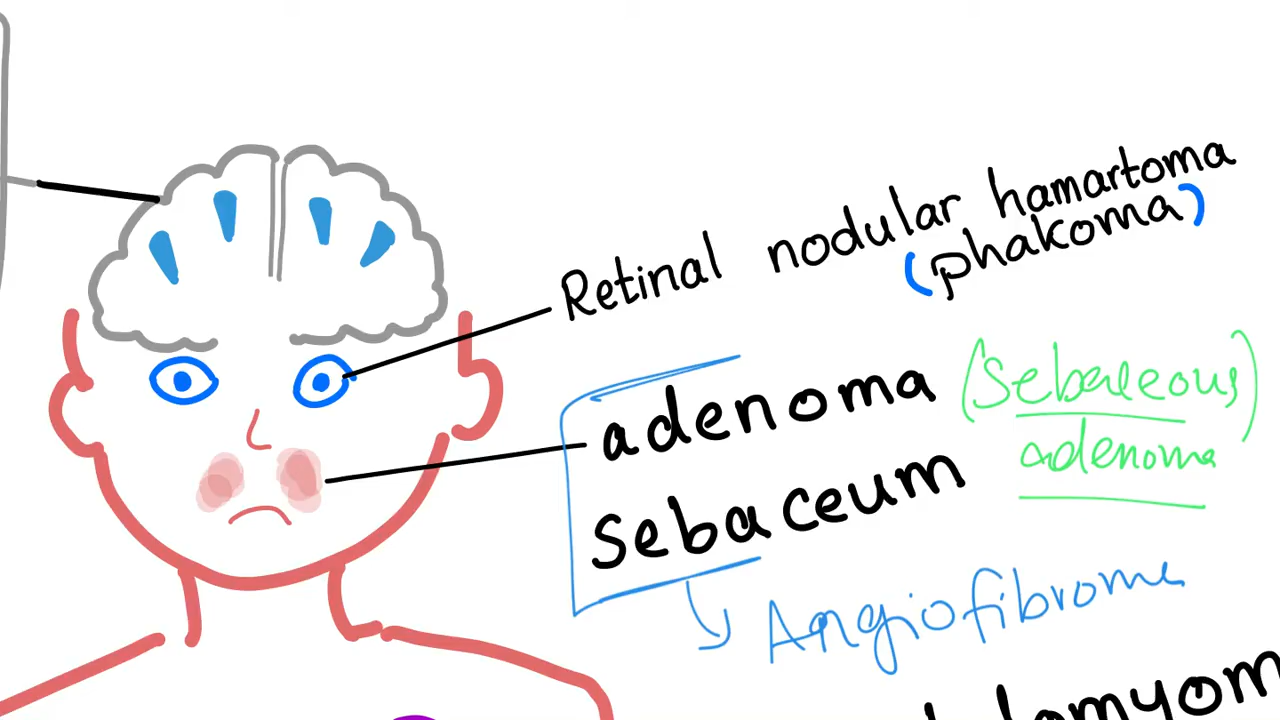 Retinal nodular hamartoma
(phakoma)
adenoma (Sebaceous)
sebaceum adenoma
Angiofibroma